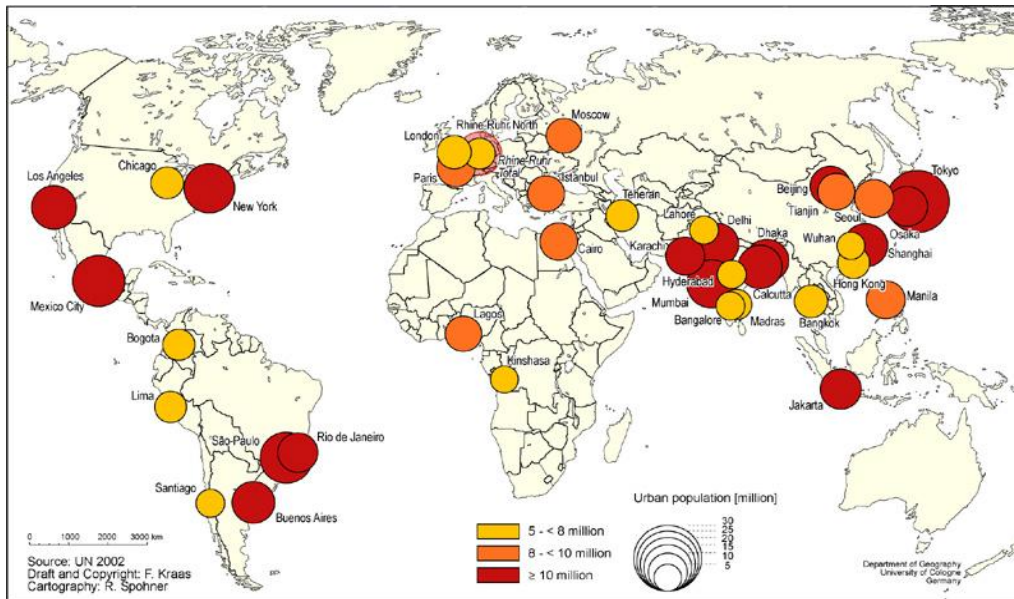 Moscow
Rhine-Ruhr North
London
Rhine-Ruhr
Total
Paris
Istanbul
Chicago
Los Angeles
New York
Teheran
Beijing
Tokyo
Lahore
Delhi
Dhaka
Tianjin
Seoul
Wuhan
Osaka
Cairo
Karachi
Shanghai
Hyderabad
Calcutta
Hong Kong
Mexico City
Mumbai
Manila
Bangalore
Madras
Bangkok
Lagos
Bogota
Kinshasa
Lima
Jakarta
São-Paulo
Rio de Janeiro
Santiago
Buenos Aires
Urban population [million]
30
25
20
15
10
5
5 - < 8 million
8 - < 10 million
≥ 10 million
0 1000 2000 3000 km
Source: UN 2002
Draft and Copyright: F. Kraas
Cartography: R. Spohner
Department of Geography
University of Cologne
Germany